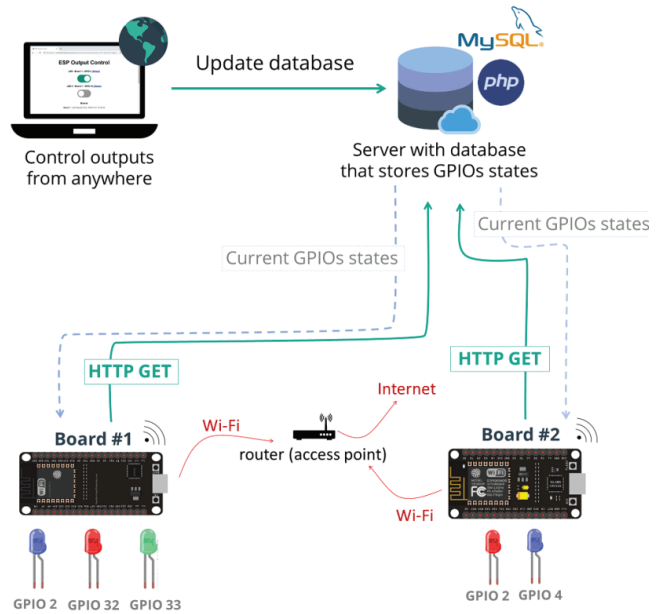 MySQL
php
ESP Output Control
Update database
Control outputs
from anywhere
Server with database
that stores GPIOs states
Current GPIOs states
Current GPIOs states
HTTP GET
HTTP GET
Internet
Board #1
Wi-Fi
router (access point)
Board #2
Wi-Fi
FC
GPIO 2
GPIO 32
GPIO 33
GPIO 2
GPIO 4